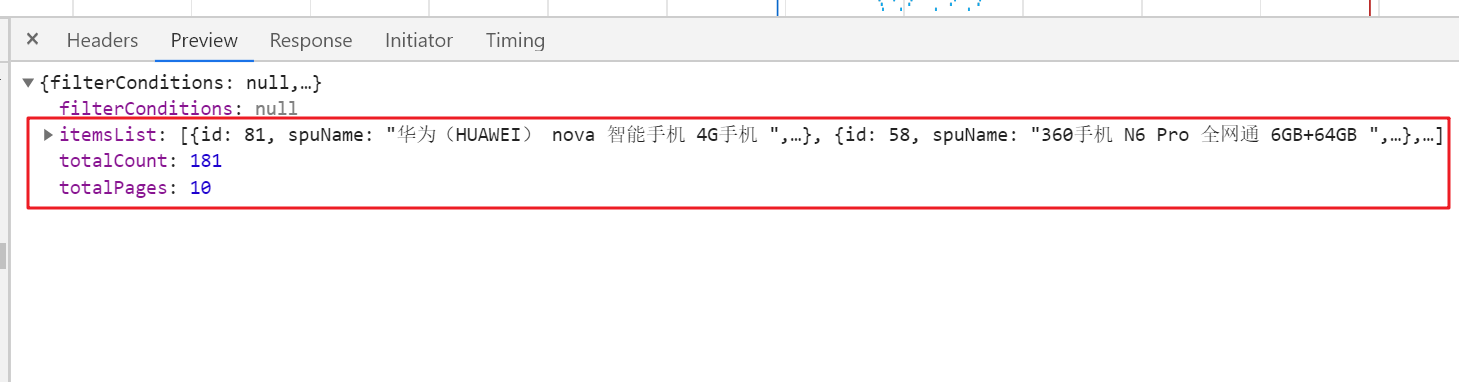 × Headers Preview Response Initiator Timing
▼{filterConditions: null,…}
filterConditions: null
▶itemsList: [{id: 81, spuName: "华为（HUAWEI） nova 智能手机 4G手机 ",…}, {id: 58, spuName: "360手机 N6 Pro 全网通 6GB+64GB ",…},…]
totalCount: 181
totalPages: 10